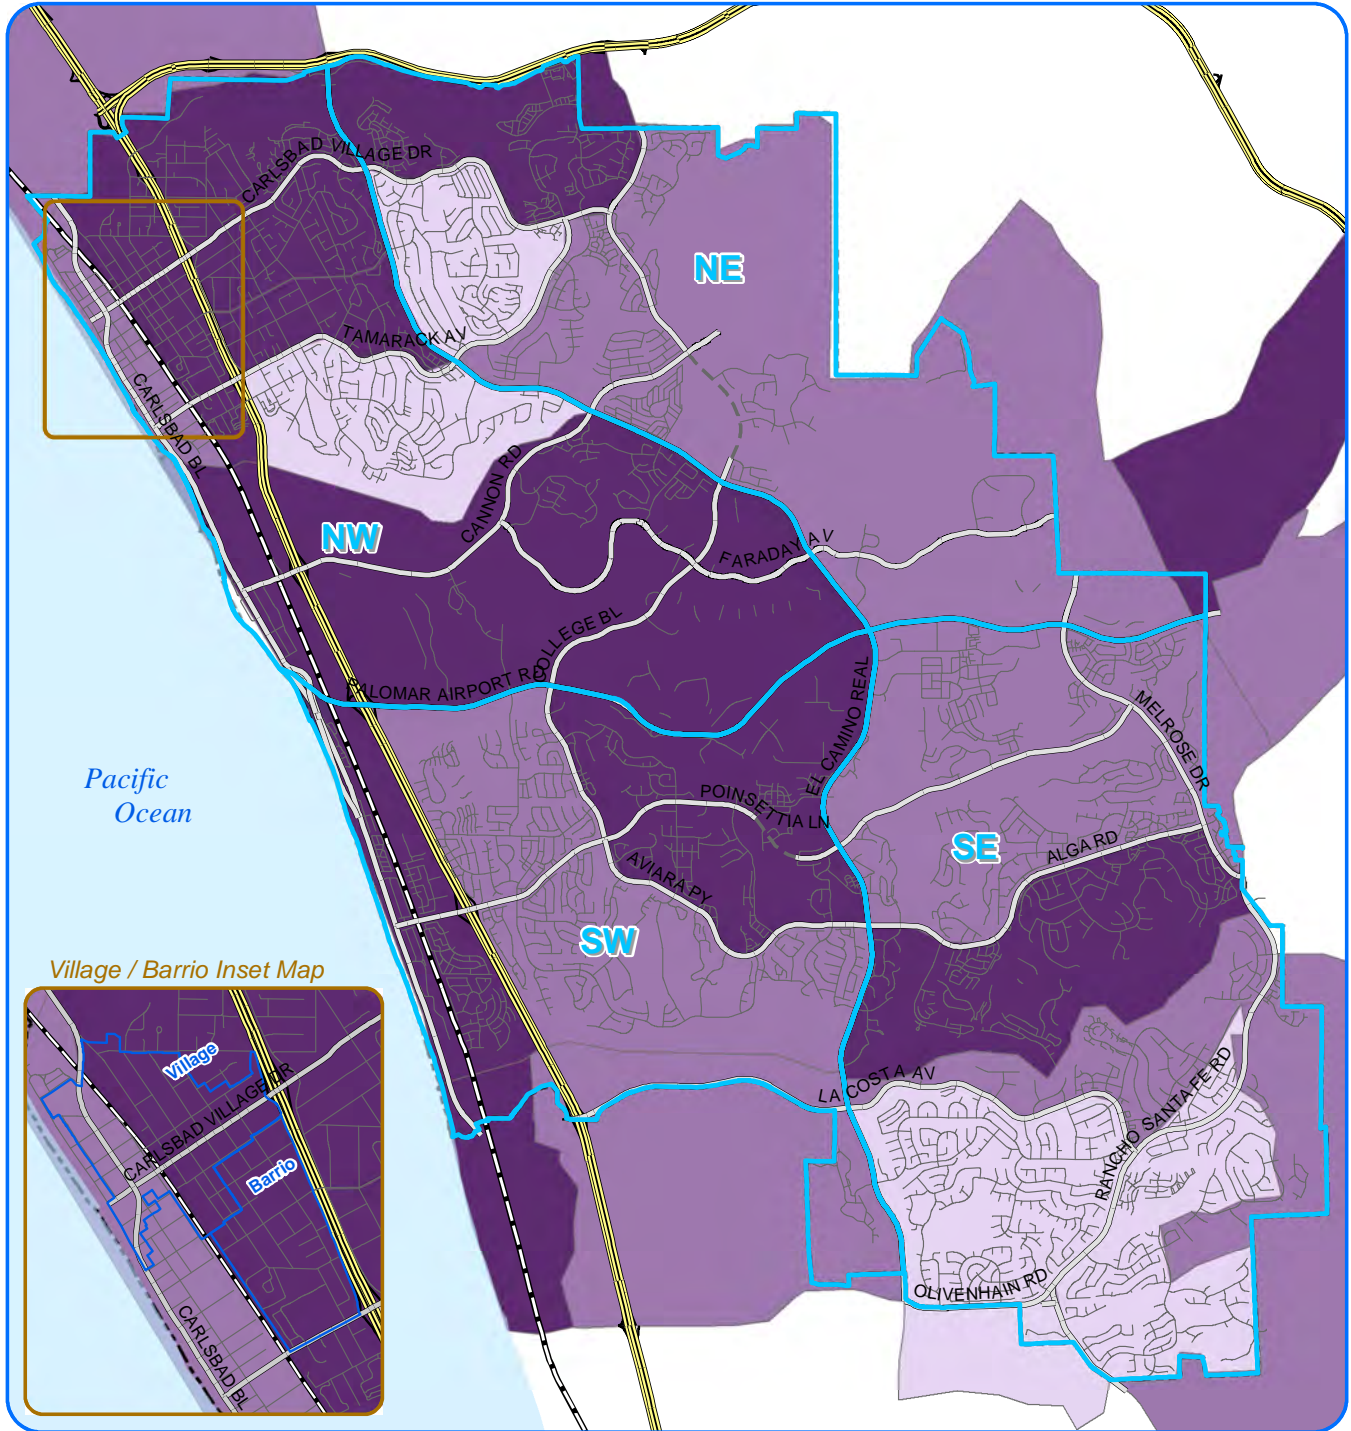 CARLSBAD VILLAGE DR
NE
TAMARACK AV
CARLSBAD BL
CANNON RD
NW
FARADAY AV
COLLEGE BL
PALOMAR AIRPORT RD
EL CAMINO REAL
MELROSE DR
Pacific
Ocean
POINSETTIA LN
SE
ALGA RD
AVIARA PY
SW
Village / Barrio Inset Map
Village
CARLSBAD VILLAGE DR
Barrio
CARLSBAD BL
LA COSTA AV
RANCHO SANTA FE RD
OLIVENHAIN RD